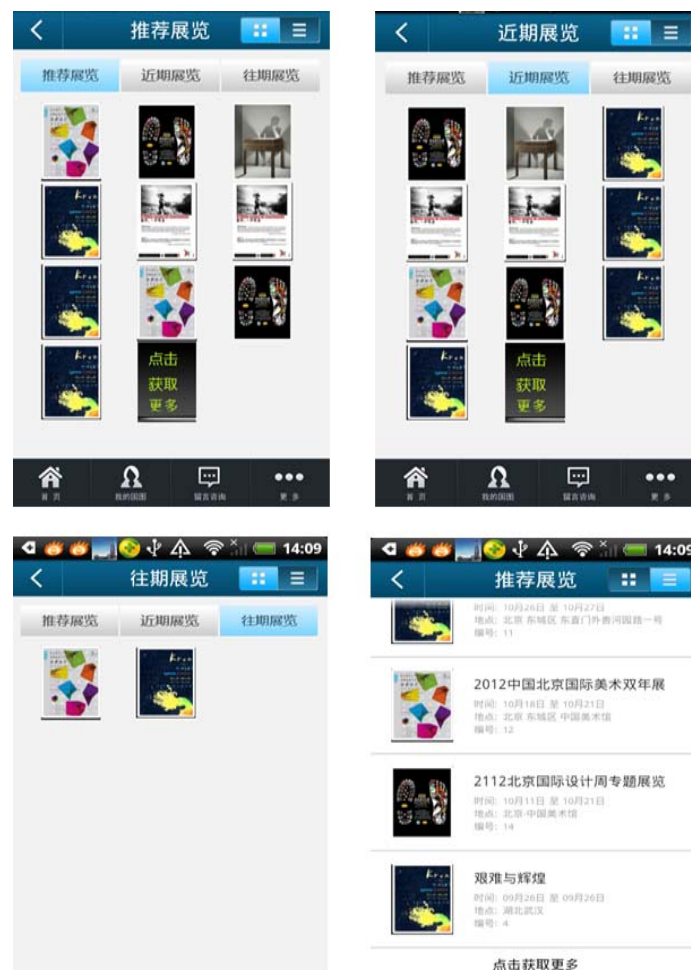 推荐展览
推荐展览
近期展览
往期展览
点击
获取
更多
首页
我的国图
留言咨询
更多
近期展览
推荐展览
近期展览
往期展览
点击
获取
更多
首页
我的国图
留言咨询
更多
14:09
往期展览
推荐展览
近期展览
往期展览
14:09
推荐展览
时间: 10月26日 至 10月27日
地点: 北京 东城区 东直门外香河园路一号
编号: 11
2012中国北京国际美术双年展
时间: 10月18日 至 10月21日
地点: 北京 东城区 中国美术馆
编号: 12
2112北京国际设计周专题展览
时间: 10月11日 至 10月21日
地点: 北京·中国美术馆
编号: 14
艰难与辉煌
时间: 09月26日 至 09月26日
地点: 湖北武汉
编号: 4
点击获取更多